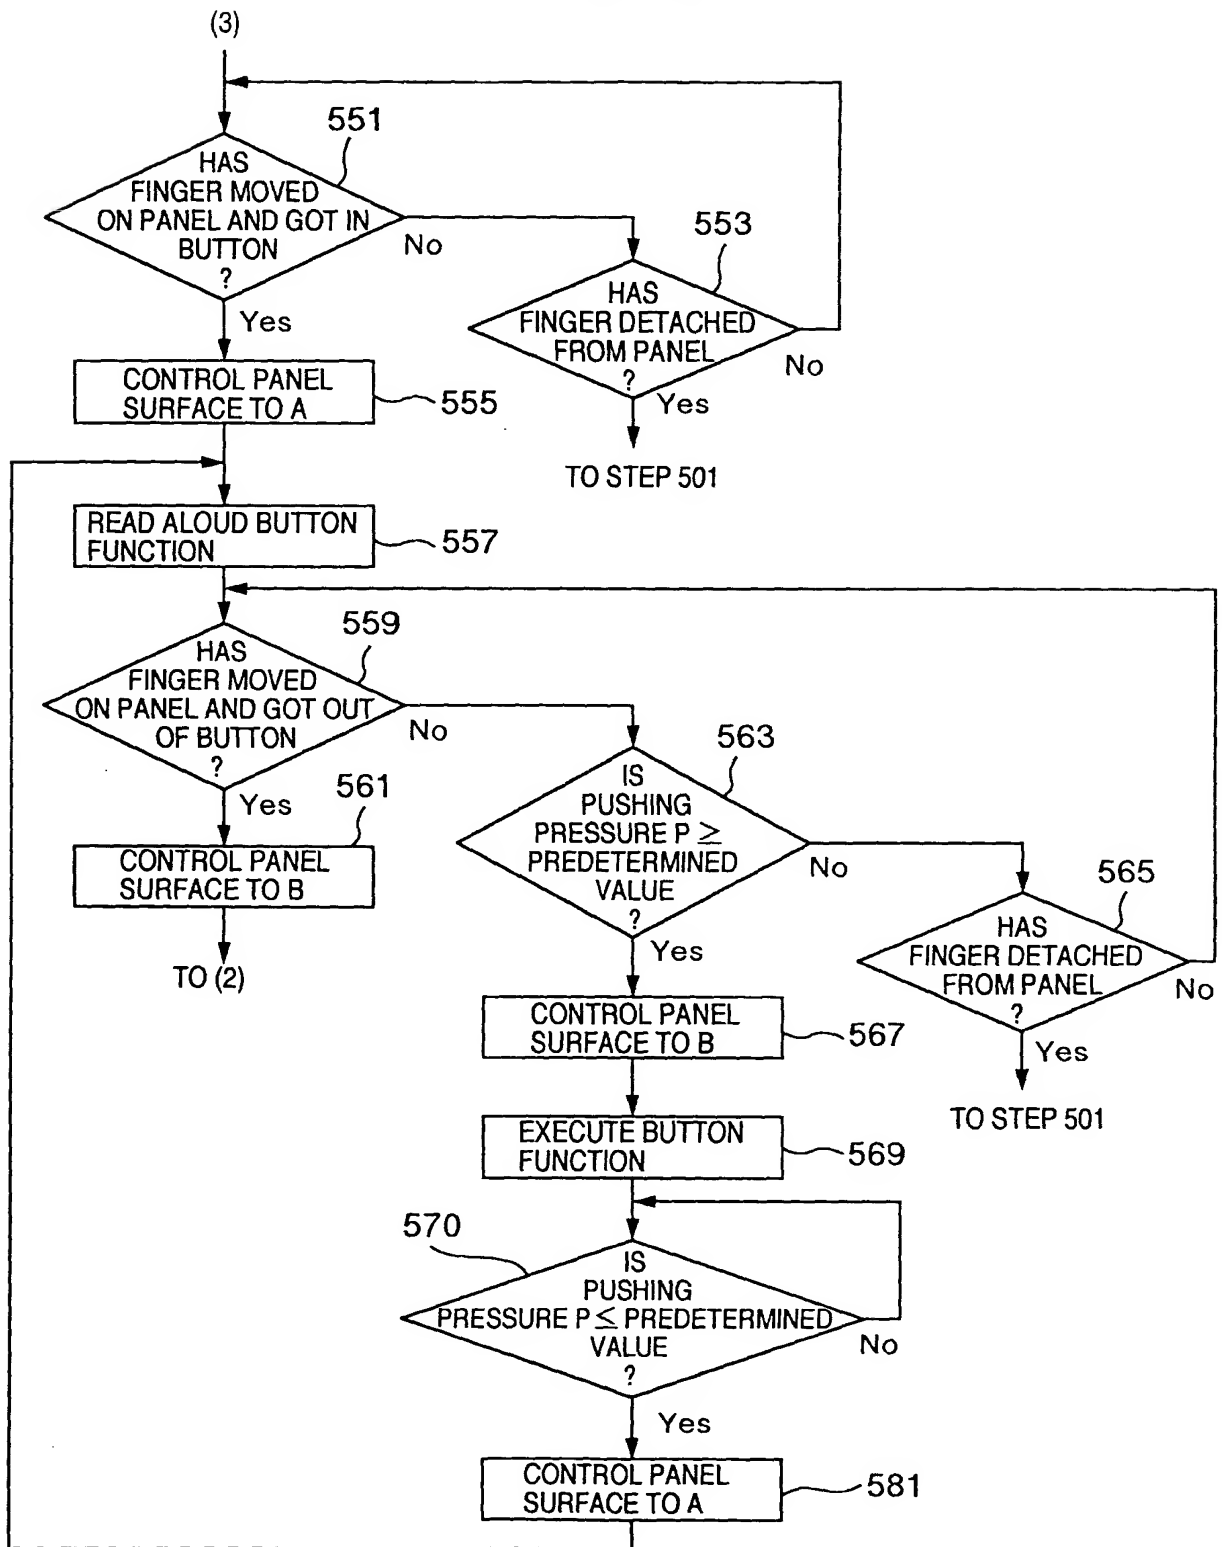 (3)
551
HAS
FINGER MOVED
ON PANEL AND GOT IN
BUTTON
?
No
Yes
553
HAS
FINGER DETACHED
FROM PANEL
?
No
Yes
TO STEP 501
CONTROL PANEL
SURFACE TO A
555
READ ALOUD BUTTON
FUNCTION
557
559
HAS
FINGER MOVED
ON PANEL AND GOT OUT
OF BUTTON
?
No
Yes
561
CONTROL PANEL
SURFACE TO B
TO (2)
563
IS
PUSHING
PRESSURE P ≥
PREDETERMINED
VALUE
?
No
Yes
565
HAS
FINGER DETACHED
FROM PANEL
?
No
Yes
TO STEP 501
CONTROL PANEL
SURFACE TO B
567
EXECUTE BUTTON
FUNCTION
569
570
IS
PUSHING
PRESSURE P ≤ PREDETERMINED
VALUE
?
No
Yes
CONTROL PANEL
SURFACE TO A
581